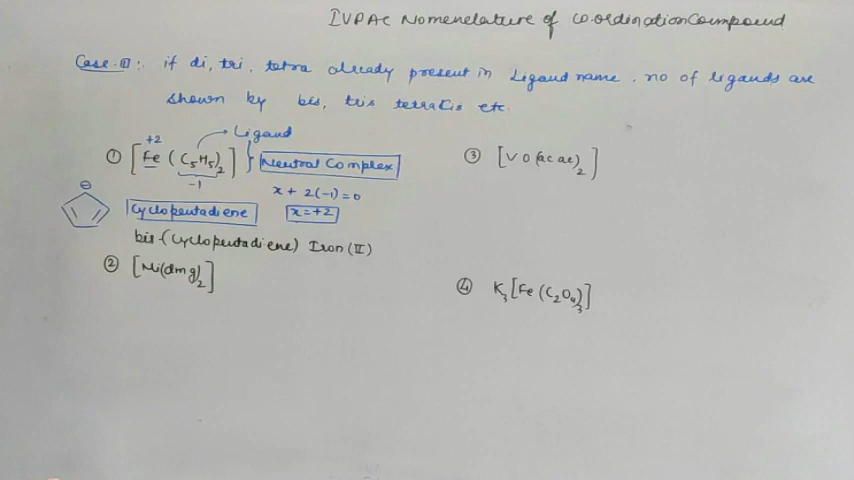 IUPAC Nomenclature of Co-ordination Compound
Case-①: if di, tri, tetra already present in Ligand name, no of ligands are
shown by bis, tris tetrakis etc.
① [Fe(C5H5)2] } Neutral Complex
+2
Ligand
-1
x + 2(-1)=0
x=+2
⊖
Cyclopentadiene
bis-(cyclopentadiene) Iron (II)
② [Ni(dmg)2]
③ [VO(acac)2]
④ K3[Fe(C2O4)3]